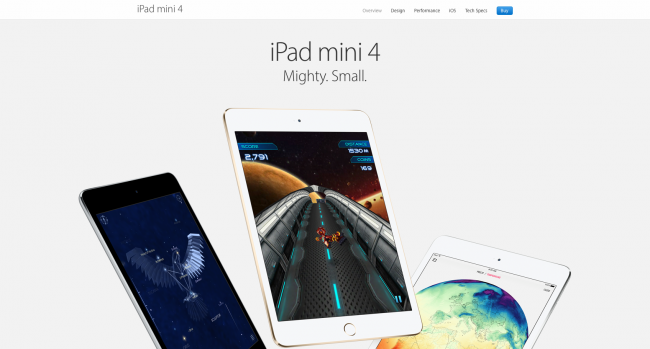 iPad mini 4
Overview
Design
Performance
iOS
Tech Specs
Buy
iPad mini 4
Mighty. Small.
SCORE
2,791
DISTANCE
1530 M
COINS
169